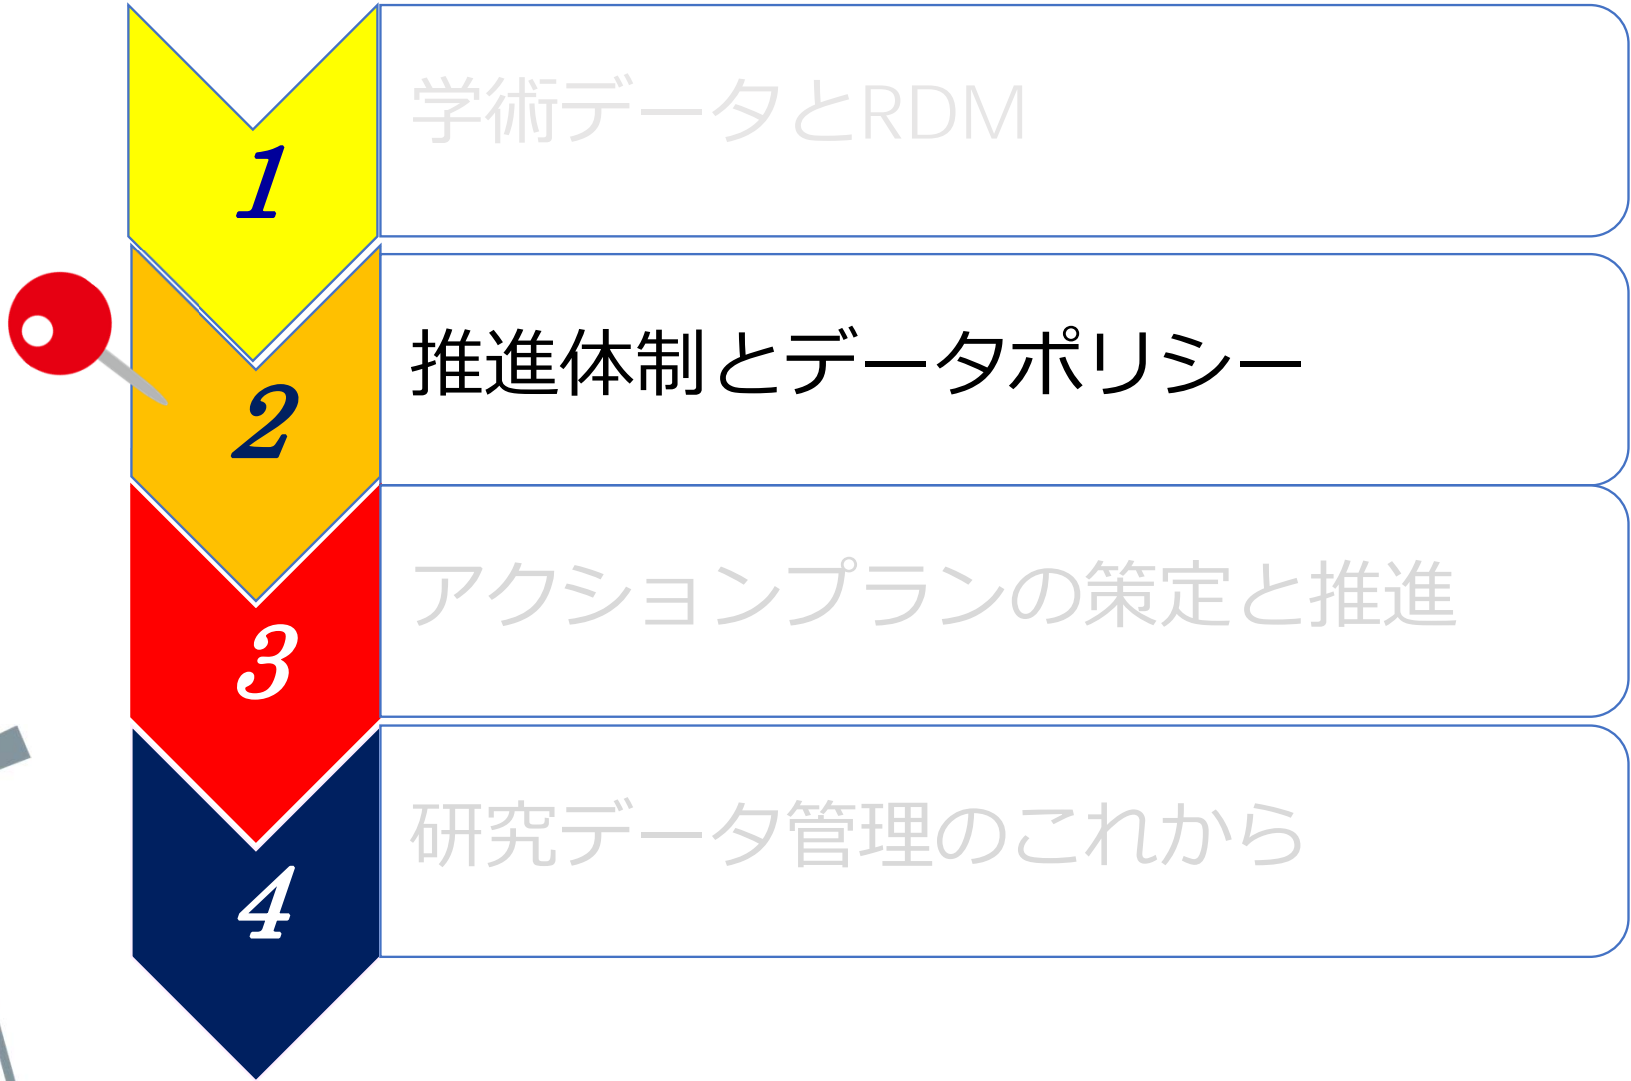 1
学術データとRDM
2
推進体制とデータポリシー
3
アクションプランの策定と推進
4
研究データ管理のこれから